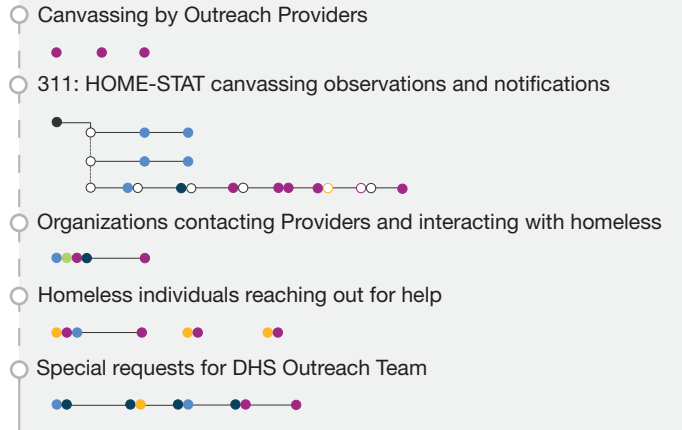 Canvassing by Outreach Providers
311: HOME-STAT canvassing observations and notifications
Organizations contacting Providers and interacting with homeless
Homeless individuals reaching out for help
Special requests for DHS Outreach Team